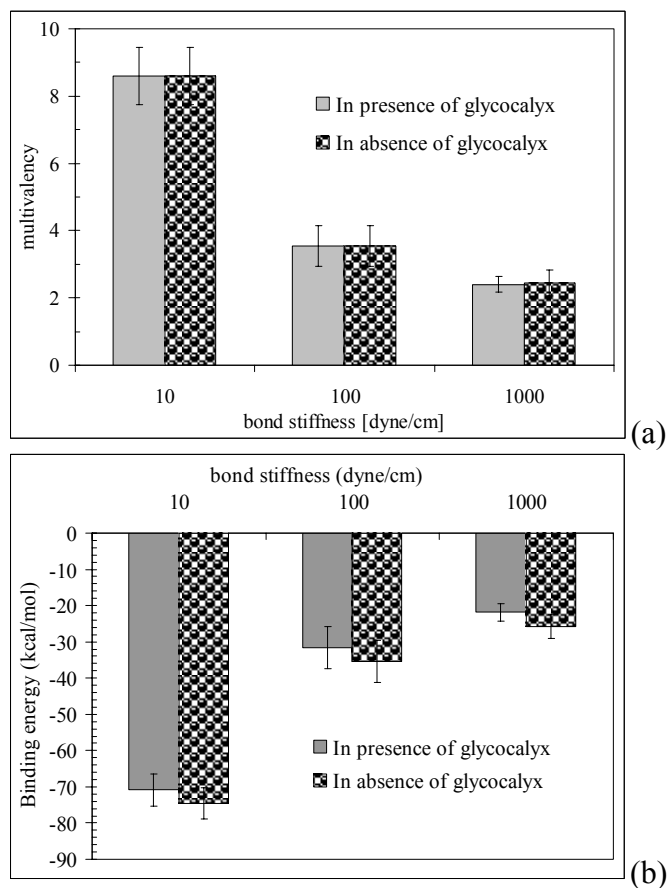 10
8
6
4
2
0
multivalency
In presence of glycocalyx
In absence of glycocalyx
10 100 1000
bond stiffness [dyne/cm]
(a)
bond stiffness (dyne/cm)
10 100 1000
0
-10
-20
-30
-40
-50
-60
-70
-80
-90
Binding energy (kcal/mol)
In presence of glycocalyx
In absence of glycocalyx
(b)